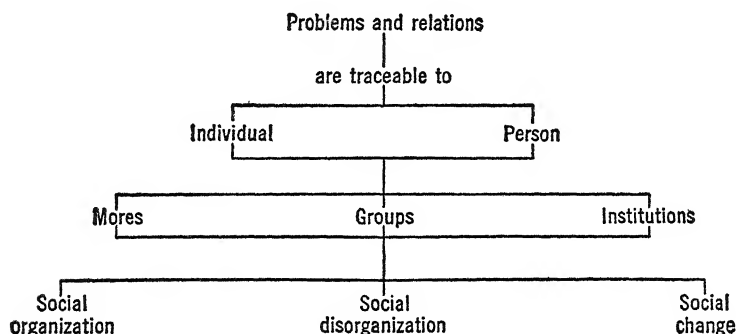 Problems and relations
are traceable to
Individual Person
Mores Groups Institutions
Social Social Social
organization disorganization change